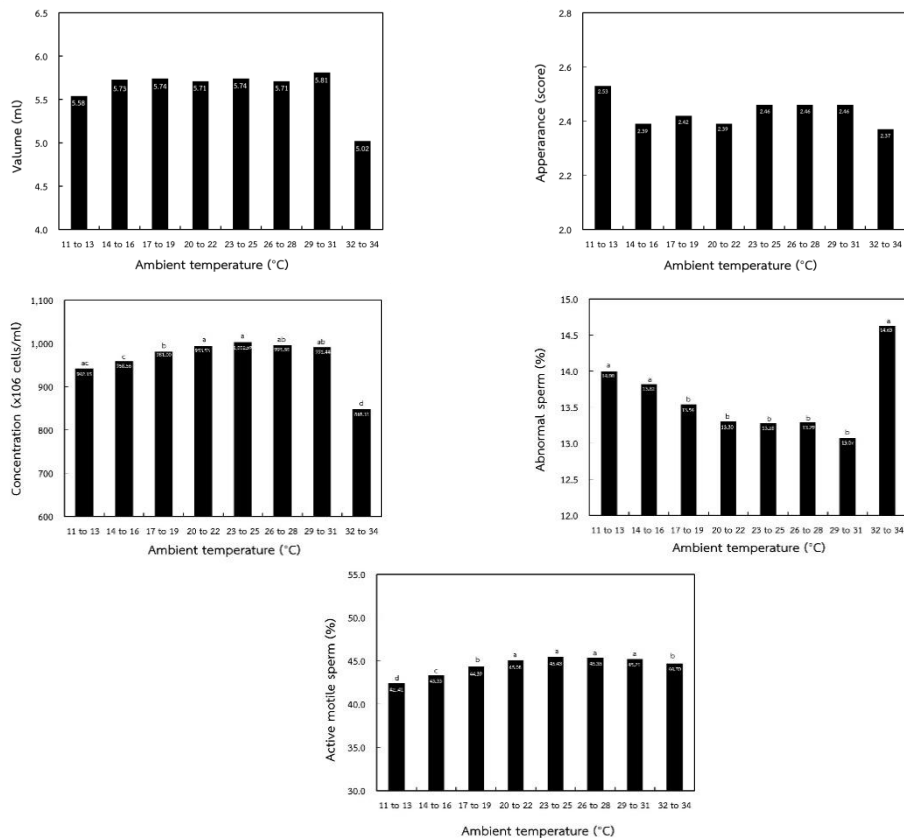 6.5
6.0
5.5
5.0
4.5
4.0
Valume (ml)
5.58 5.73 5.74 5.71 5.74 5.71 5.81 5.02
11 to 13 14 to 16 17 to 19 20 to 22 23 to 25 26 to 28 29 to 31 32 to 34
Ambient temperature (°C)
2.8
2.6
2.4
2.2
2.0
Apperarance (score)
2.53 2.39 2.42 2.39 2.46 2.46 2.46 2.37
11 to 13 14 to 16 17 to 19 20 to 22 23 to 25 26 to 28 29 to 31 32 to 34
Ambient temperature (°C)
1,100
1,000
900
800
700
600
Concentration (x106 cells/ml)
ac c b a a ab ab d
11 to 13 14 to 16 17 to 19 20 to 22 23 to 25 26 to 28 29 to 31 32 to 34
Ambient temperature (°C)
15.0
14.5
14.0
13.5
13.0
12.5
12.0
Abnormal sperm (%)
a a b b b b b a
11 to 13 14 to 16 17 to 19 20 to 22 23 to 25 26 to 28 29 to 31 32 to 34
Ambient temperature (°C)
55.0
50.0
45.0
40.0
35.0
30.0
Active motile sperm (%)
d c b a a a a b
11 to 13 14 to 16 17 to 19 20 to 22 23 to 25 26 to 28 29 to 31 32 to 34
Ambient temperature (°C)